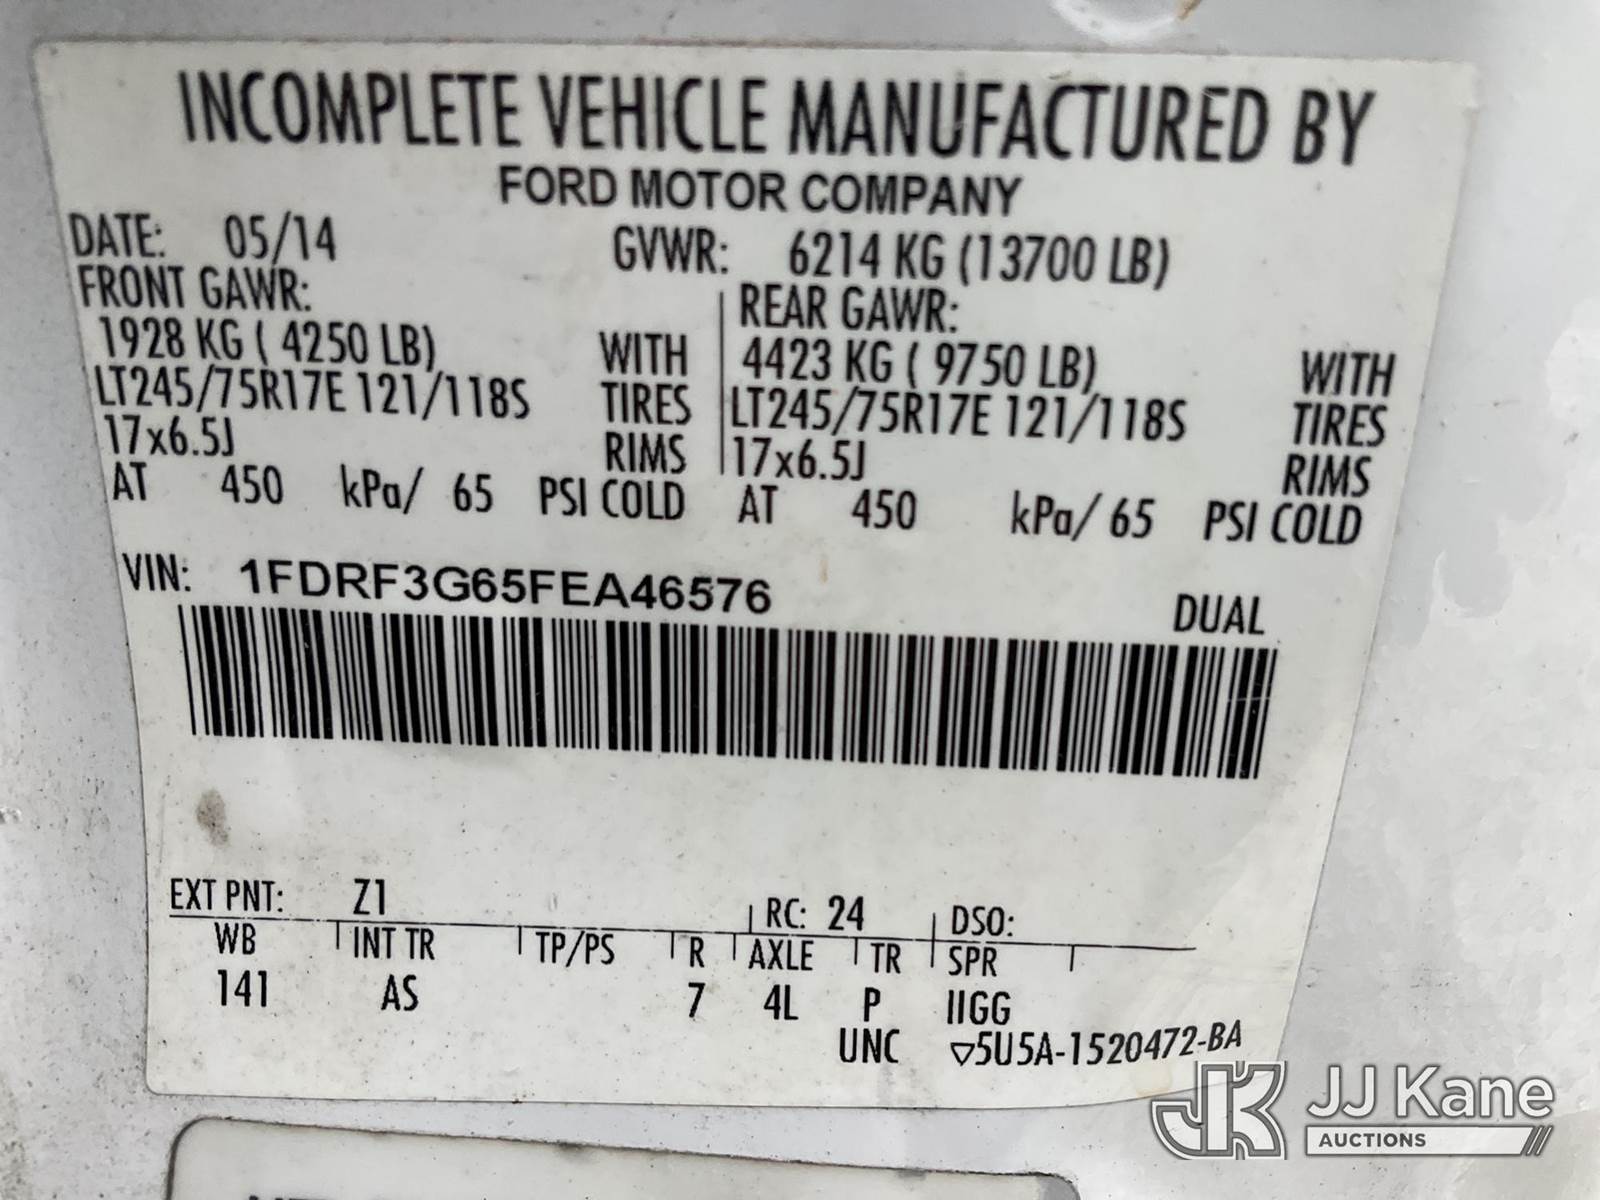 INCOMPLETE VEHICLE MANUFACTURED BY
FORD MOTOR COMPANY
DATE: 05/14 GVWR: 6214 KG (13700 LB)
FRONT GAWR: REAR GAWR:
1928 KG ( 4250 LB) WITH 4423 KG ( 9750 LB) WITH
LT245/75R17E 121/118S TIRES LT245/75R17E 121/118S TIRES
17x6.5J RIMS 17x6.5J RIMS
AT 450 kPa/ 65 PSI COLD AT 450 kPa/ 65 PSI COLD
VIN: 1FDRF3G65FEA46576
DUAL
EXT PNT: Z1 RC: 24 DSO:
WB INT TR TP/PS R AXLE TR SPR
141 AS 7 4L P IIGG
UNC ▽5U5A-1520472-BA
JJ Kane
AUCTIONS